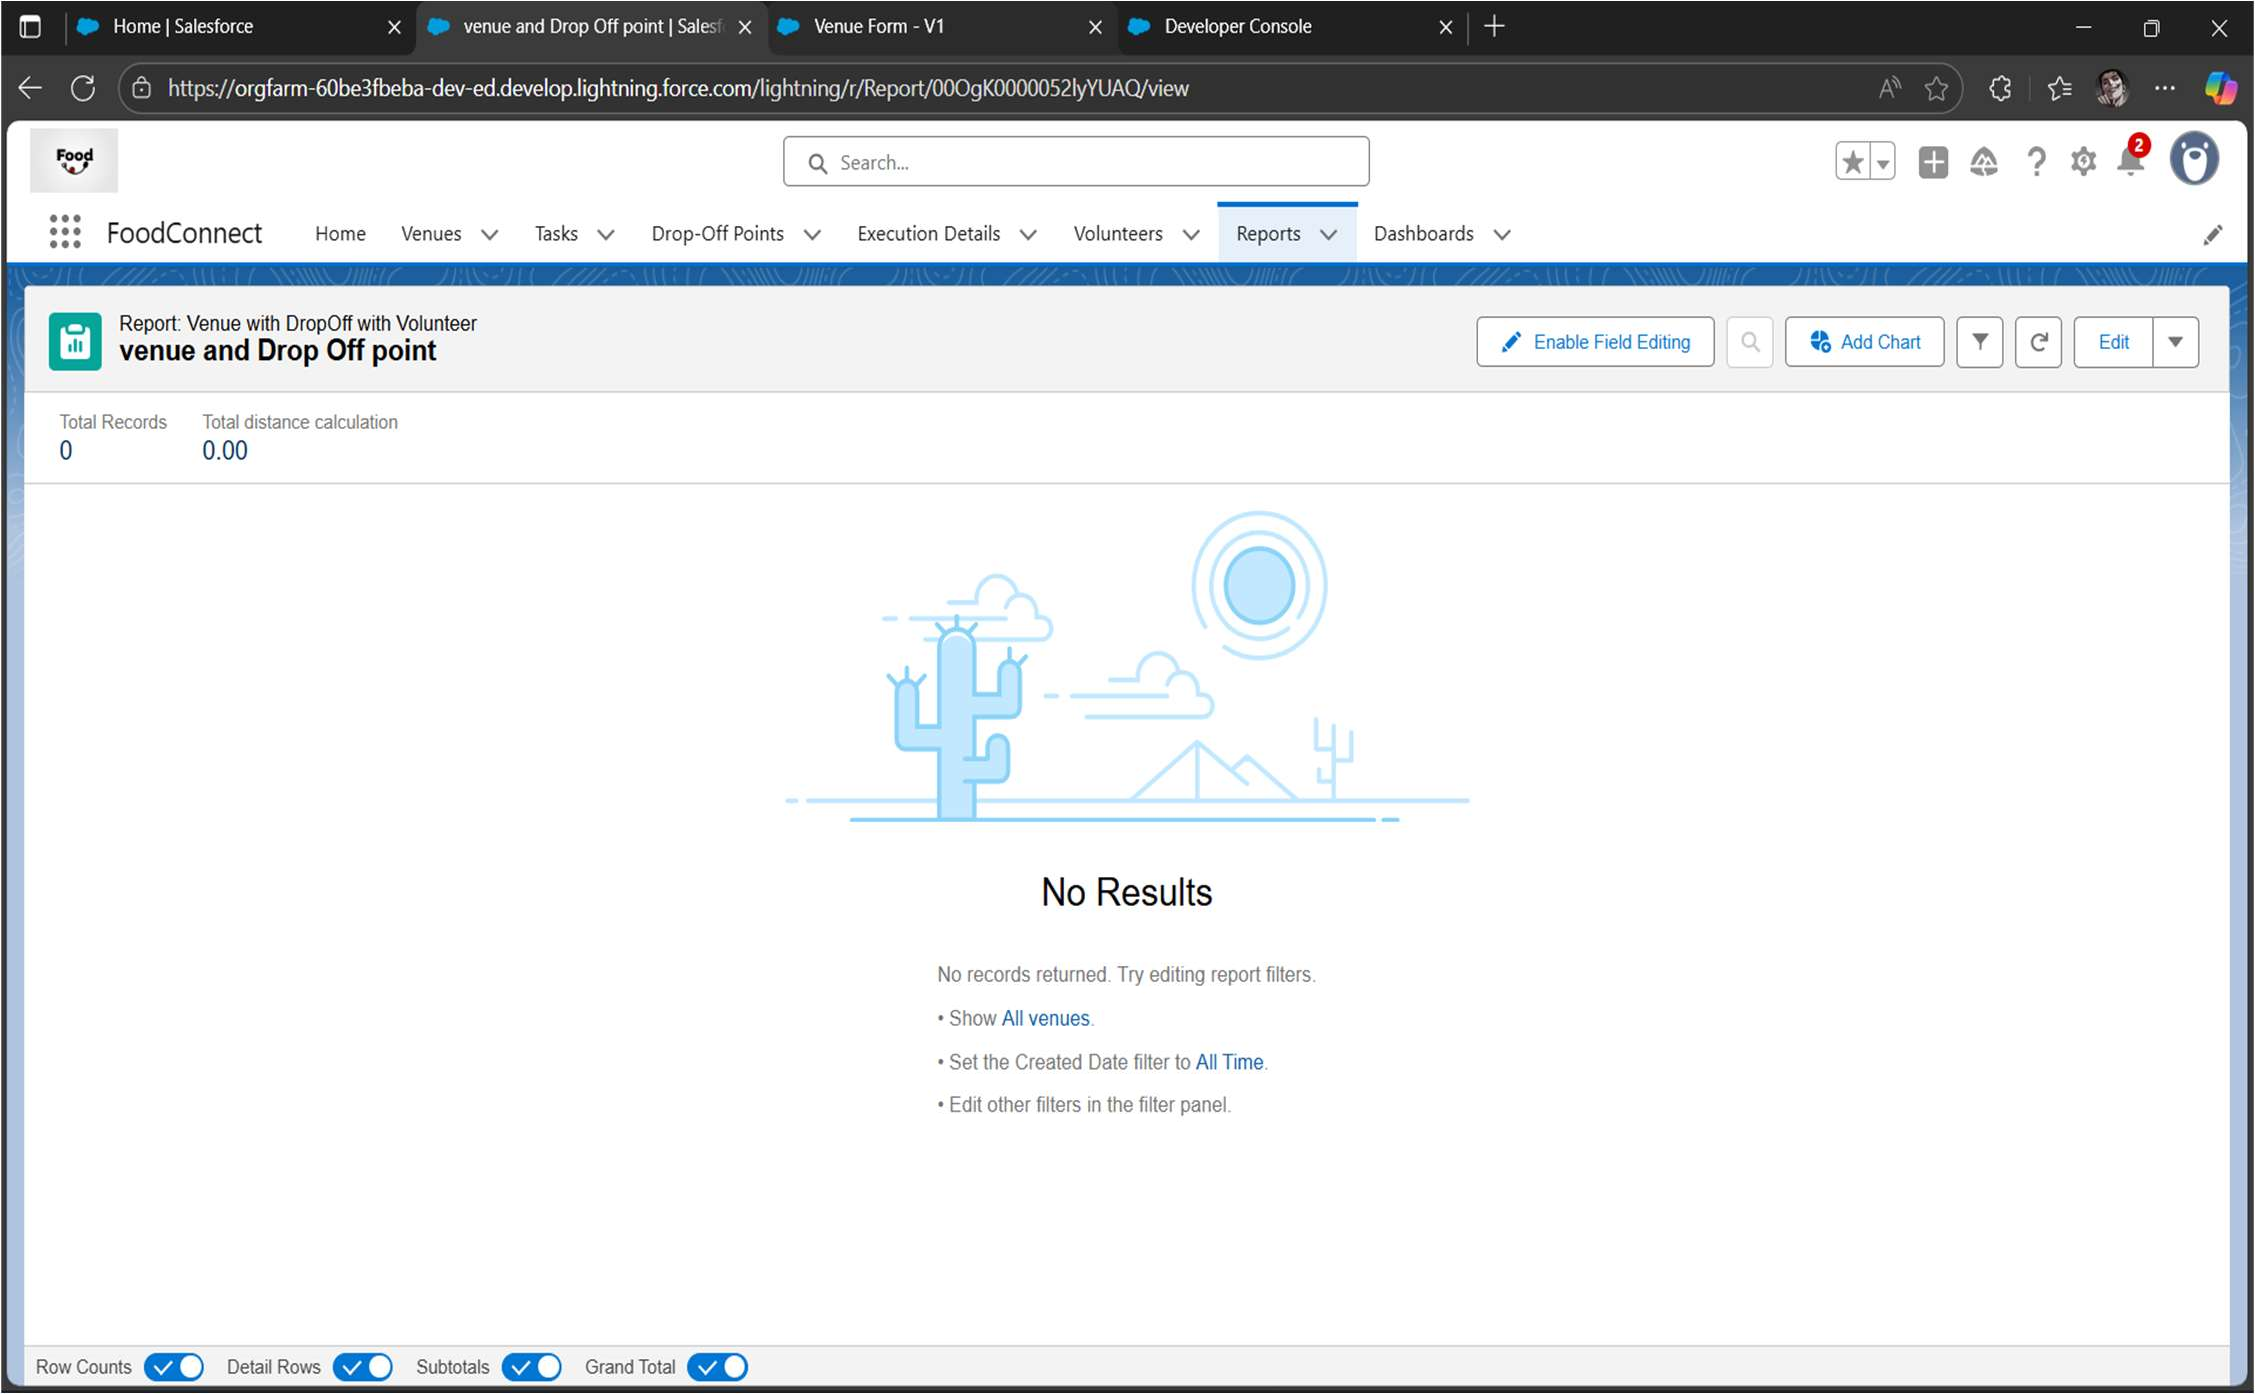 Home | Salesforce
venue and Drop Off point | Salesf
Venue Form - V1
Developer Console
https://orgfarm-60be3fbeba-dev-ed.develop.lightning.force.com/lightning/r/Report/00OgK0000052lyYUAQ/view
Food
Search...
2
FoodConnect
Home
Venues
Tasks
Drop-Off Points
Execution Details
Volunteers
Reports
Dashboards
Report: Venue with DropOff with Volunteer
venue and Drop Off point
Enable Field Editing
Add Chart
Edit
Total Records
Total distance calculation
0
0.00
No Results
No records returned. Try editing report filters.
• Show All venues.
• Set the Created Date filter to All Time.
• Edit other filters in the filter panel.
Row Counts
Detail Rows
Subtotals
Grand Total